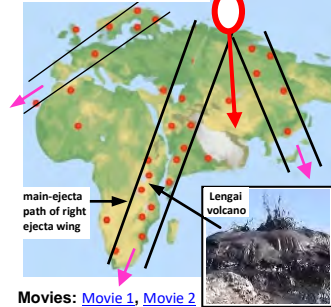 main-ejecta
path of right
ejecta wing
Lengai
volcano
Movies: Movie 1, Movie 2